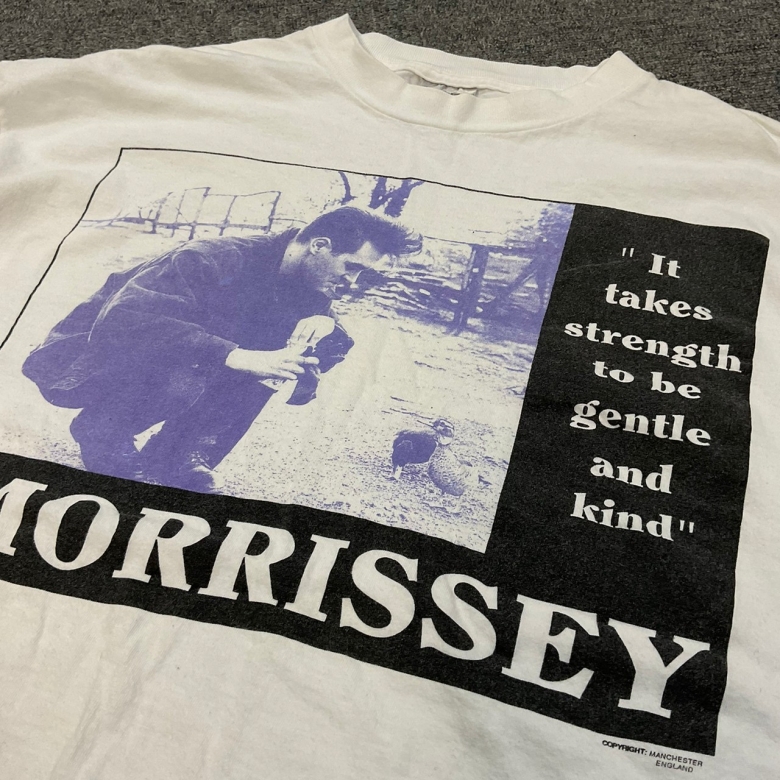 " It
takes
strength
to be
gentle
and
kind"
MORRISSEY
COPYRIGHT: MANCHESTER
ENGLAND